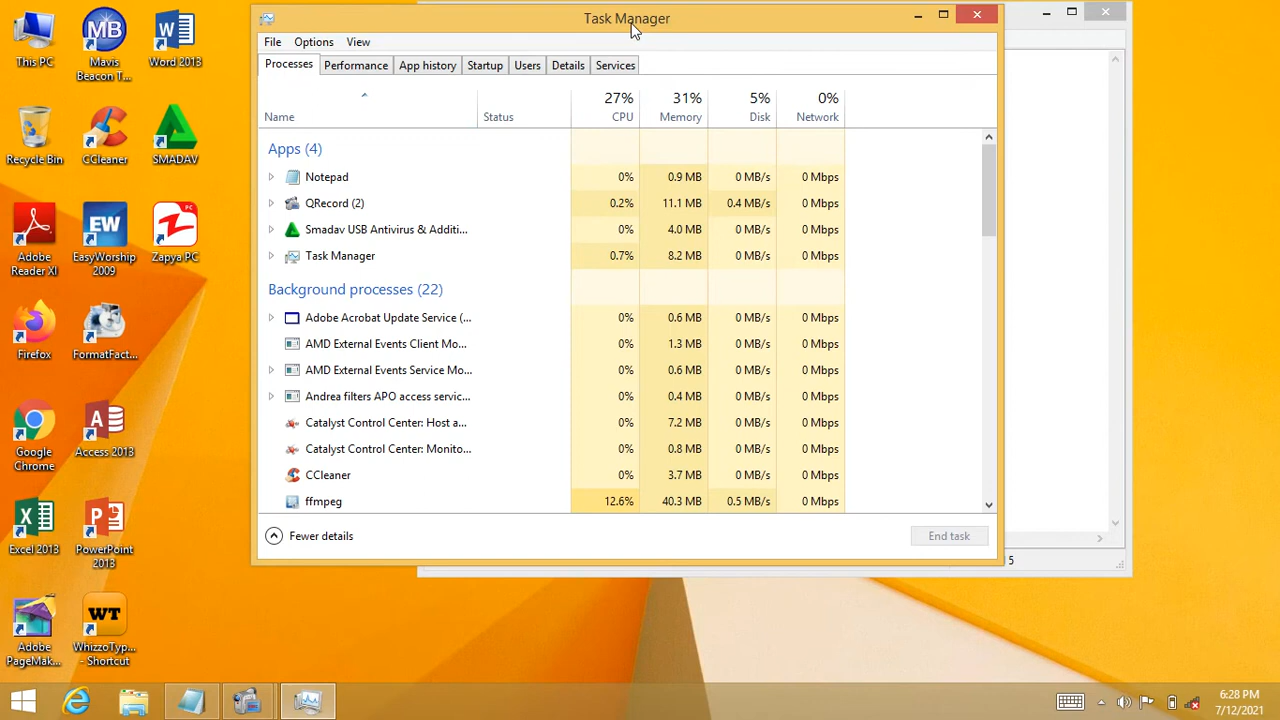 Task Manager
File Options View
Processes Performance App history Startup Users Details Services
27% 31% 5% 0%
Name Status CPU Memory Disk Network
Apps (4)
Notepad 0% 0.9 MB 0 MB/s 0 Mbps
QRecord (2) 0.2% 11.1 MB 0.4 MB/s 0 Mbps
Smadav USB Antivirus & Additi... 0% 4.0 MB 0 MB/s 0 Mbps
Task Manager 0.7% 8.2 MB 0 MB/s 0 Mbps
Background processes (22)
Adobe Acrobat Update Service (... 0% 0.6 MB 0 MB/s 0 Mbps
AMD External Events Client Mo... 0% 1.3 MB 0 MB/s 0 Mbps
AMD External Events Service Mo... 0% 0.6 MB 0 MB/s 0 Mbps
Andrea filters APO access servic... 0% 0.4 MB 0 MB/s 0 Mbps
Catalyst Control Center: Host a... 0% 7.2 MB 0 MB/s 0 Mbps
Catalyst Control Center: Monito... 0% 0.8 MB 0 MB/s 0 Mbps
CCleaner 0% 3.7 MB 0 MB/s 0 Mbps
ffmpeg 12.6% 40.3 MB 0.5 MB/s 0 Mbps
Fewer details End task
5
This PC
MB
Mavis
Beacon T...
Word 2013
Recycle Bin
CCleaner
SMADAV
Adobe
Reader XI
EW
EasyWorship
2009
PC
Zapya PC
Firefox
FormatFact...
Google
Chrome
Access 2013
Excel 2013
PowerPoint
2013
Adobe
PageMak...
WT
WhizzoTyp...
- Shortcut
6:28 PM
7/12/2021